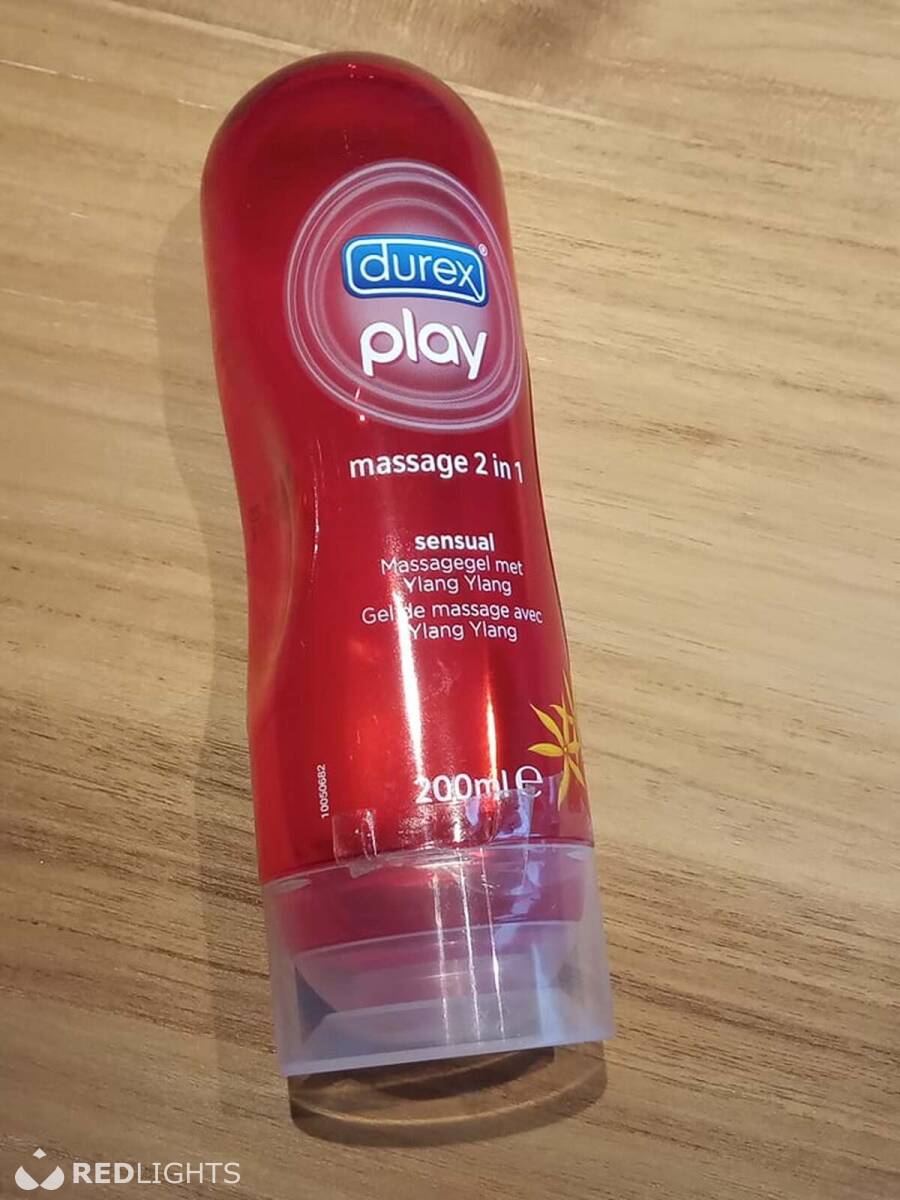 durex®
play
massage 2 in 1
sensual
Massagegel met
Ylang Ylang
Gel de massage avec
Ylang Ylang
10050682
200ml e
REDLIGHTS